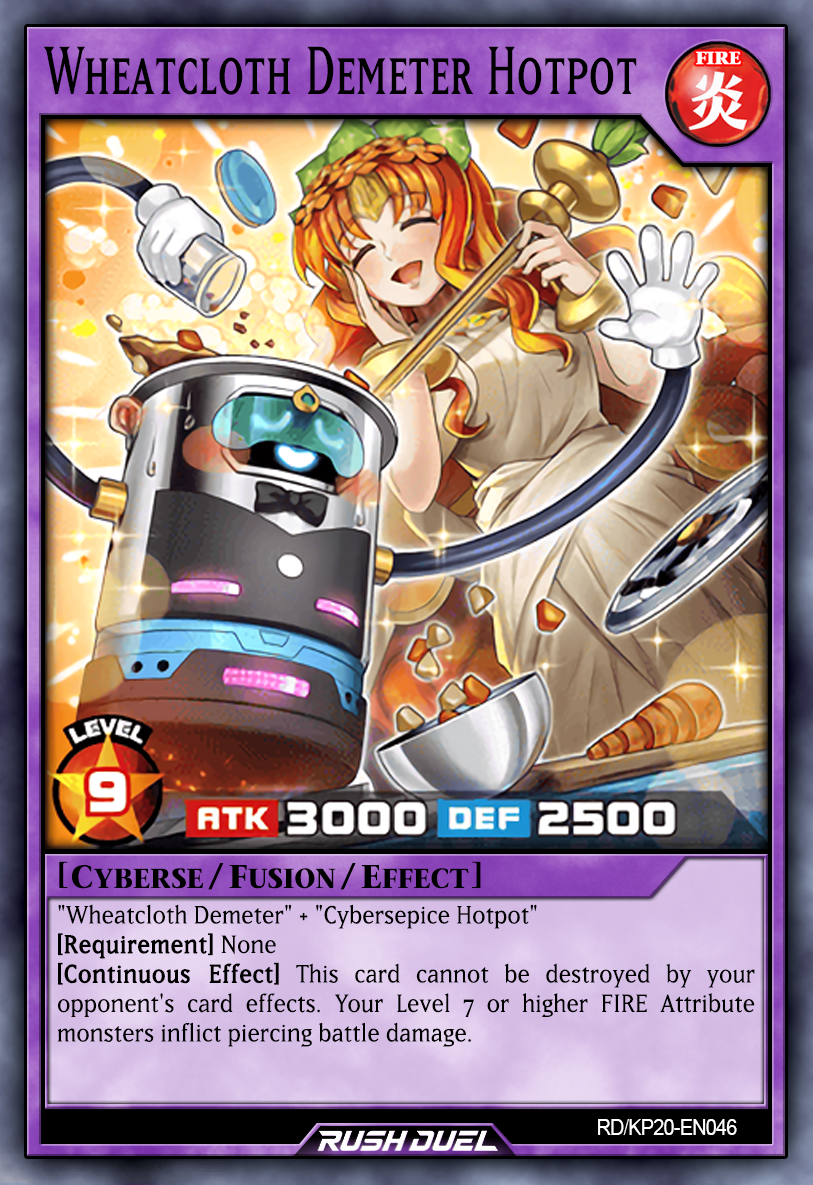 Wheatcloth Demeter Hotpot
FIRE
炎
LEVEL
9
ATK 3000 DEF 2500
[Cyberse / Fusion / Effect]
"Wheatcloth Demeter" + "Cybersepice Hotpot"
[Requirement] None
[Continuous Effect] This card cannot be destroyed by your
opponent's card effects. Your Level 7 or higher FIRE Attribute
monsters inflict piercing battle damage.
RD/KP20-EN046
RUSH DUEL